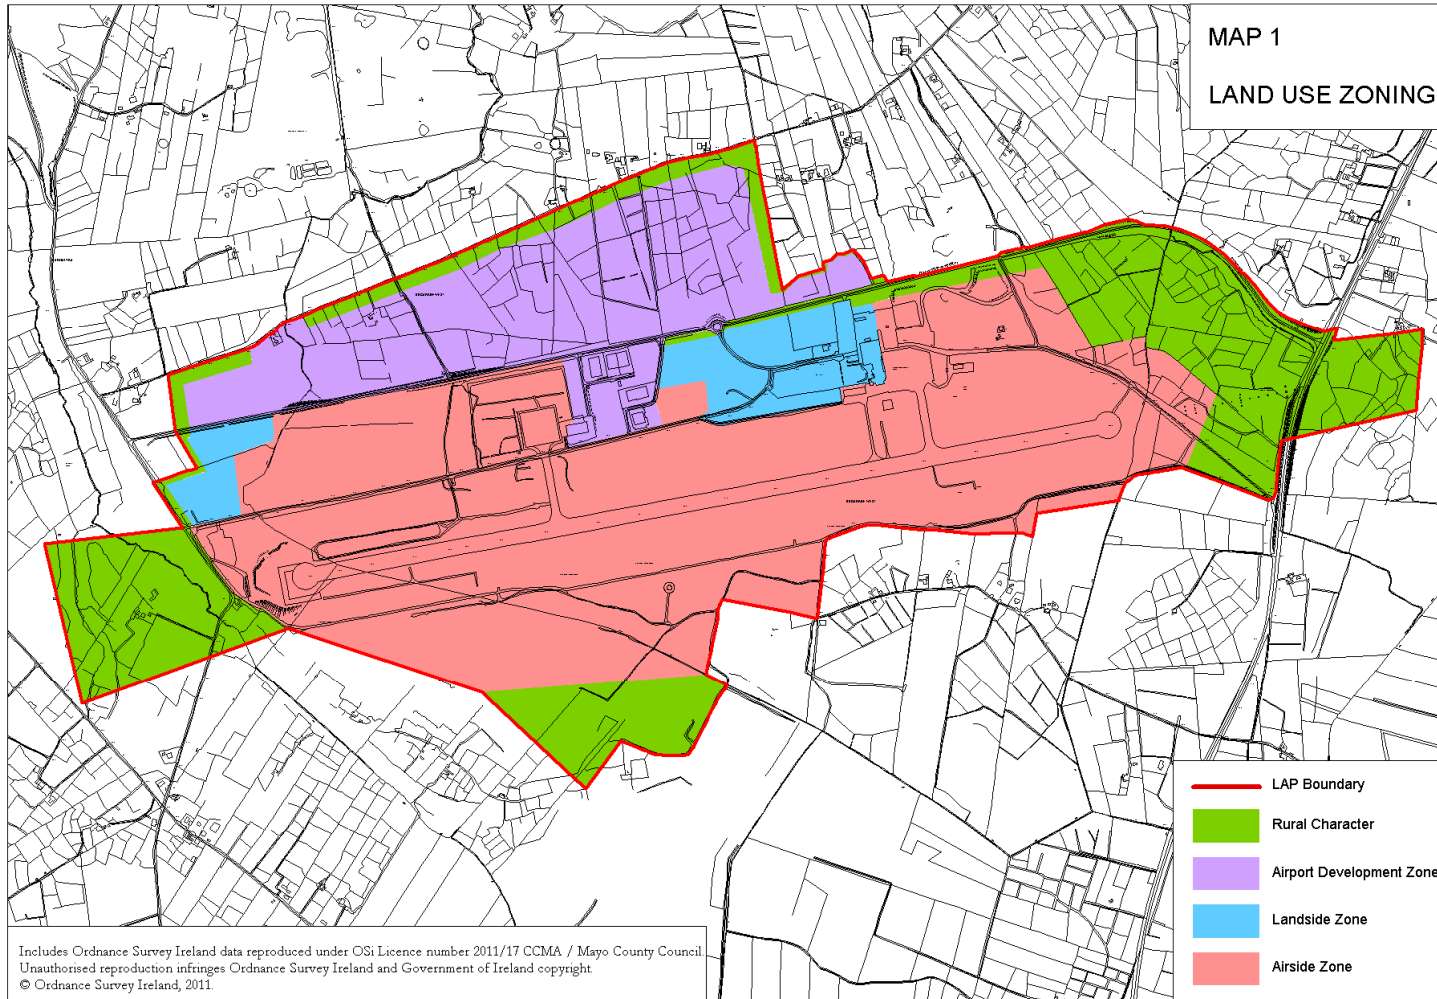 MAP 1
LAND USE ZONING
LAP Boundary
Rural Character
Airport Development Zone
Landside Zone
Airside Zone
Includes Ordnance Survey Ireland data reproduced under OSi Licence number 2011/17 CCMA / Mayo County Council.
Unauthorised reproduction infringes Ordnance Survey Ireland and Government of Ireland copyright.
© Ordnance Survey Ireland, 2011.